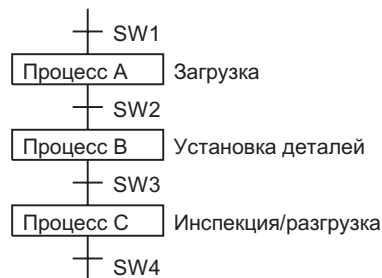 SW1
Процесс A Загрузка
SW2
Процесс B Установка деталей
SW3
Процесс C Инспекция/разгрузка
SW4